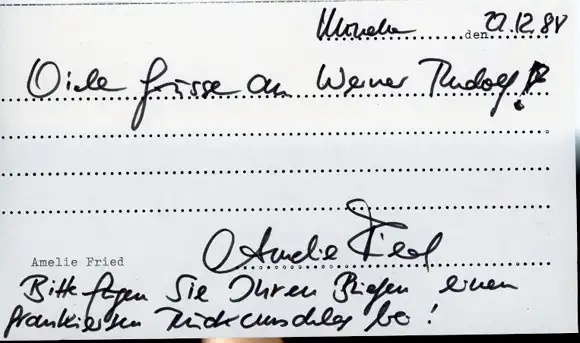 München den 22.12.88
Viele Grüsse an Werner Rudolf!
Amelie Fried
Amelie Fried
Bitte fügen Sie Ihren Briefen einen
frankierten Rückumschlag bei!